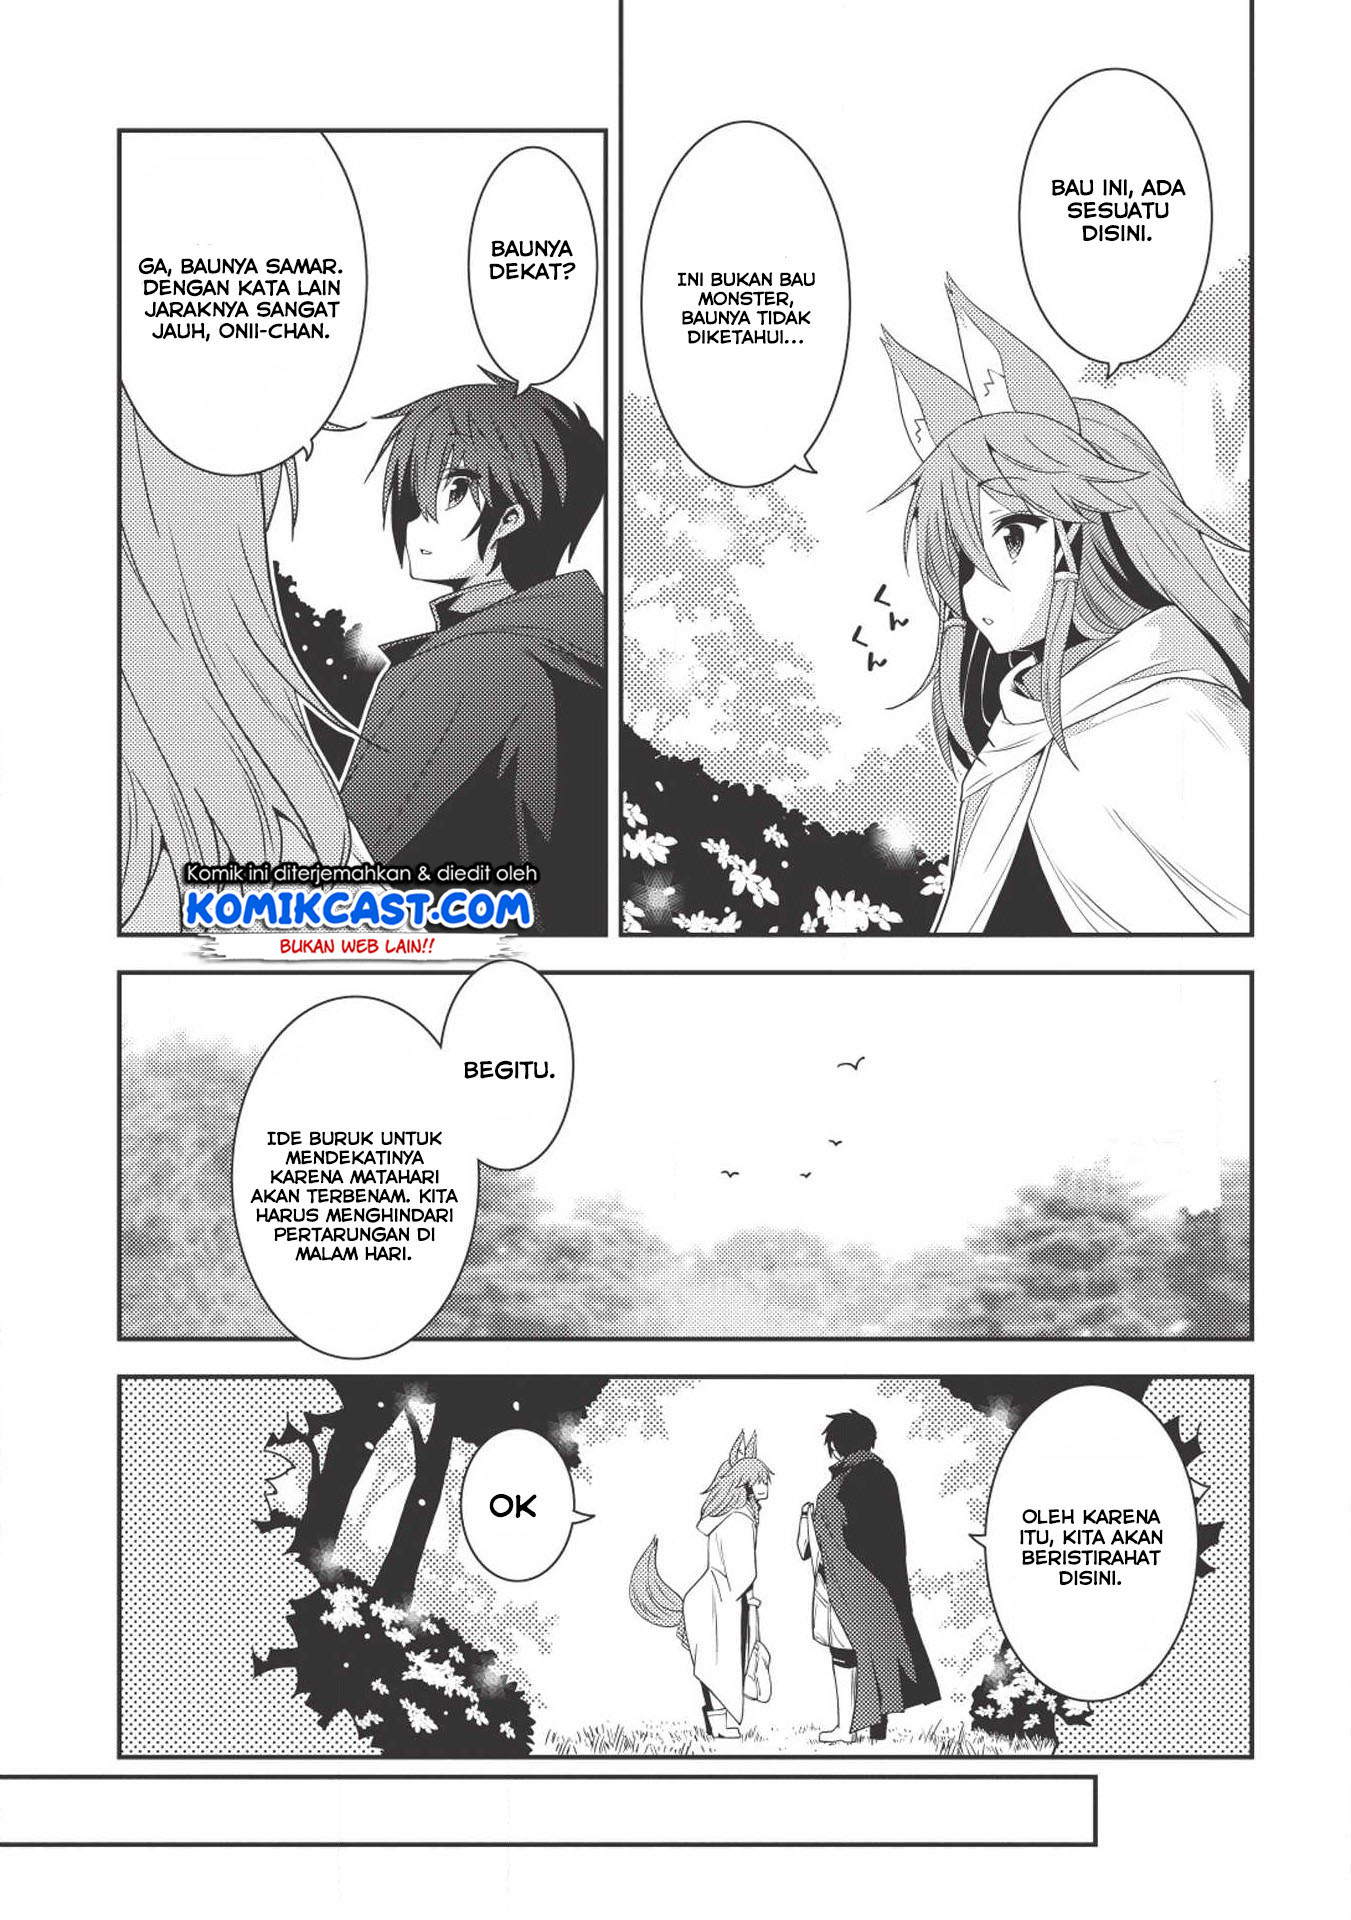 BAU INI, ADA
SESUATU
DISINI.
INI BUKAN BAU
MONSTER,
BAUNYA TIDAK
DIKETAHUI...
くん
くん
BAUNYA
DEKAT?
GA, BAUNYA SAMAR.
DENGAN KATA LAIN
JARAKNYA SANGAT
JAUH, ONII-CHAN.
Komik ini diterjemahkan & diedit oleh
KOMIKCAST.COM
BUKAN WEB LAIN!!
BEGITU.
IDE BURUK UNTUK
MENDEKATINYA
KARENA MATAHARI
AKAN TERBENAM. KITA
HARUS MENGHINDARI
PERTARUNGAN DI
MALAM HARI.
OLEH KARENA
ITU, KITA AKAN
BERISTIRAHAT
DISINI.
OK